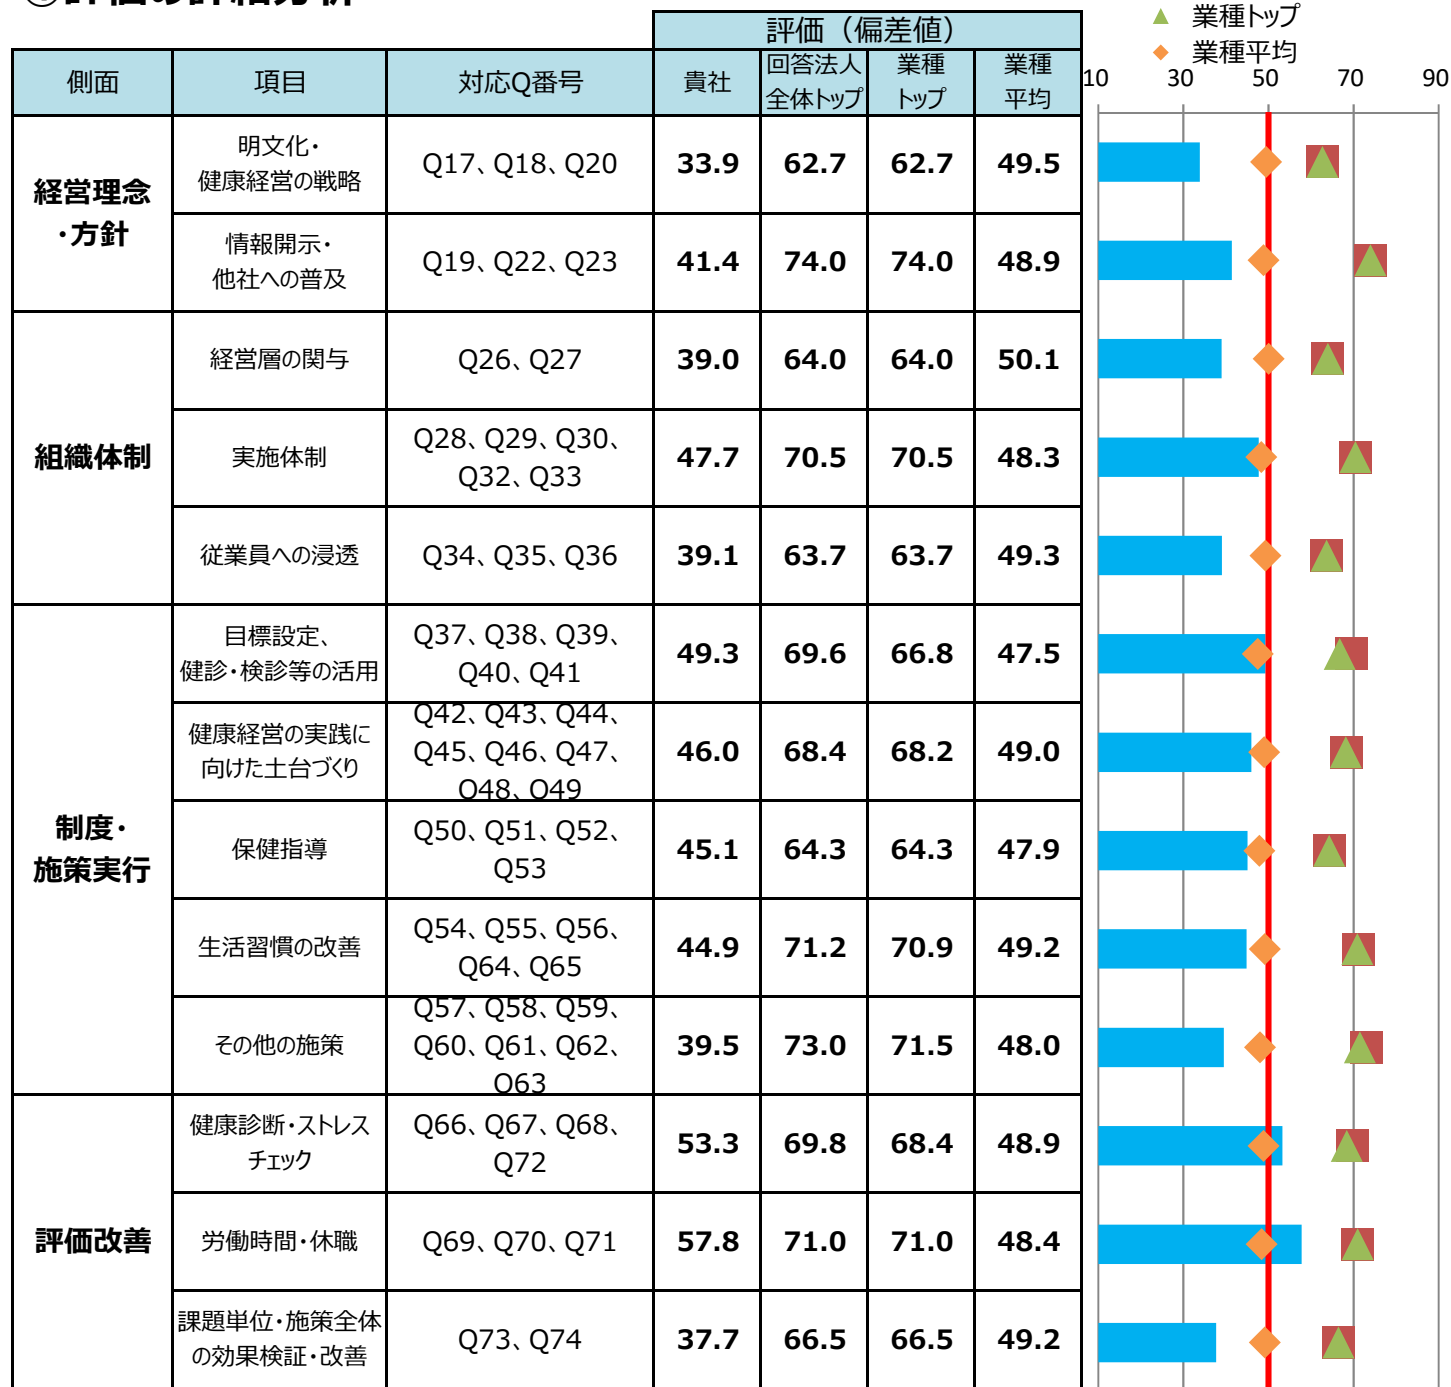 ④評価の詳細分析
▲ 業種トップ
◆ 業種平均
評価（偏差値）
側面 項目 対応Q番号 貴社 回答法人 業種 業種
全体トップ トップ 平均
10 30 50 70 90
経営理念
・方針
明文化・
健康経営の戦略
Q17、Q18、Q20 33.9 62.7 62.7 49.5
情報開示・
他社への普及
Q19、Q22、Q23 41.4 74.0 74.0 48.9
組織体制
経営層の関与 Q26、Q27 39.0 64.0 64.0 50.1
実施体制
Q28、Q29、Q30、
Q32、Q33
47.7 70.5 70.5 48.3
従業員への浸透 Q34、Q35、Q36 39.1 63.7 63.7 49.3
制度・
施策実行
目標設定、
健診・検診等の活用
Q37、Q38、Q39、
Q40、Q41
49.3 69.6 66.8 47.5
健康経営の実践に
向けた土台づくり
Q42、Q43、Q44、
Q45、Q46、Q47、
Q48、Q49
46.0 68.4 68.2 49.0
保健指導
Q50、Q51、Q52、
Q53
45.1 64.3 64.3 47.9
生活習慣の改善
Q54、Q55、Q56、
Q64、Q65
44.9 71.2 70.9 49.2
その他の施策
Q57、Q58、Q59、
Q60、Q61、Q62、
Q63
39.5 73.0 71.5 48.0
評価改善
健康診断・ストレス
チェック
Q66、Q67、Q68、
Q72
53.3 69.8 68.4 48.9
労働時間・休職 Q69、Q70、Q71 57.8 71.0 71.0 48.4
課題単位・施策全体
の効果検証・改善
Q73、Q74 37.7 66.5 66.5 49.2